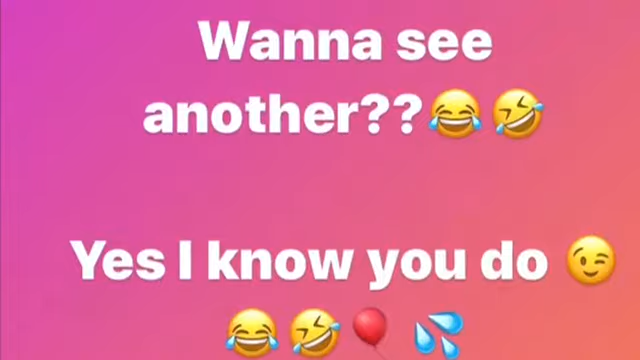 Wanna see
another??😂🤣
Yes I know you do 😉
😂🤣🎈💦